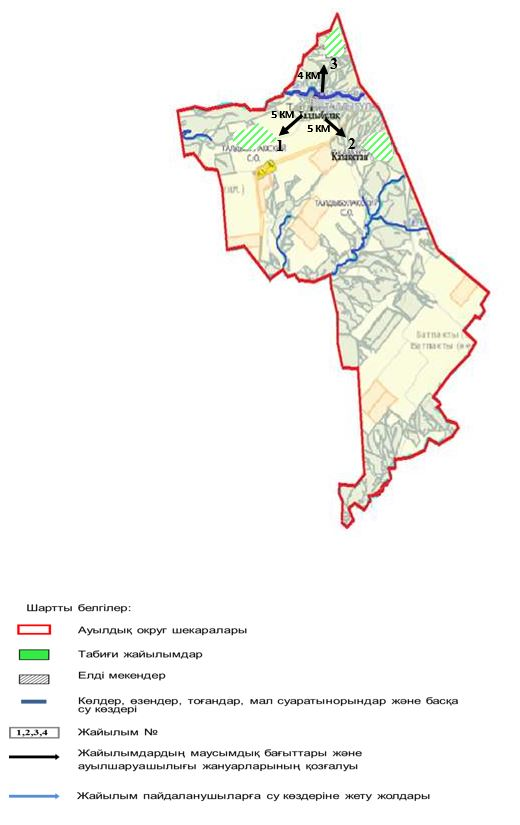 3
4 КМ
5 КМ
5 КМ
1
2
С.О.
ТАЛДЫБУЛАКСКИЙ
С.О.
Батпакты
Шартты белгілер:
Ауылдық округ шекаралары
Табиғи жайылымдар
Елді мекендер
Көлдер, өзендер, тоғандар, мал суаратынорындар және басқа
су көздері
1,2,3,4 Жайылым №
Жайылымдардың маусымдық бағыттары және
ауылшаруашылығы жануарларының қозғалуы
Жайылым пайдаланушыларға су көздеріне жету жолдары